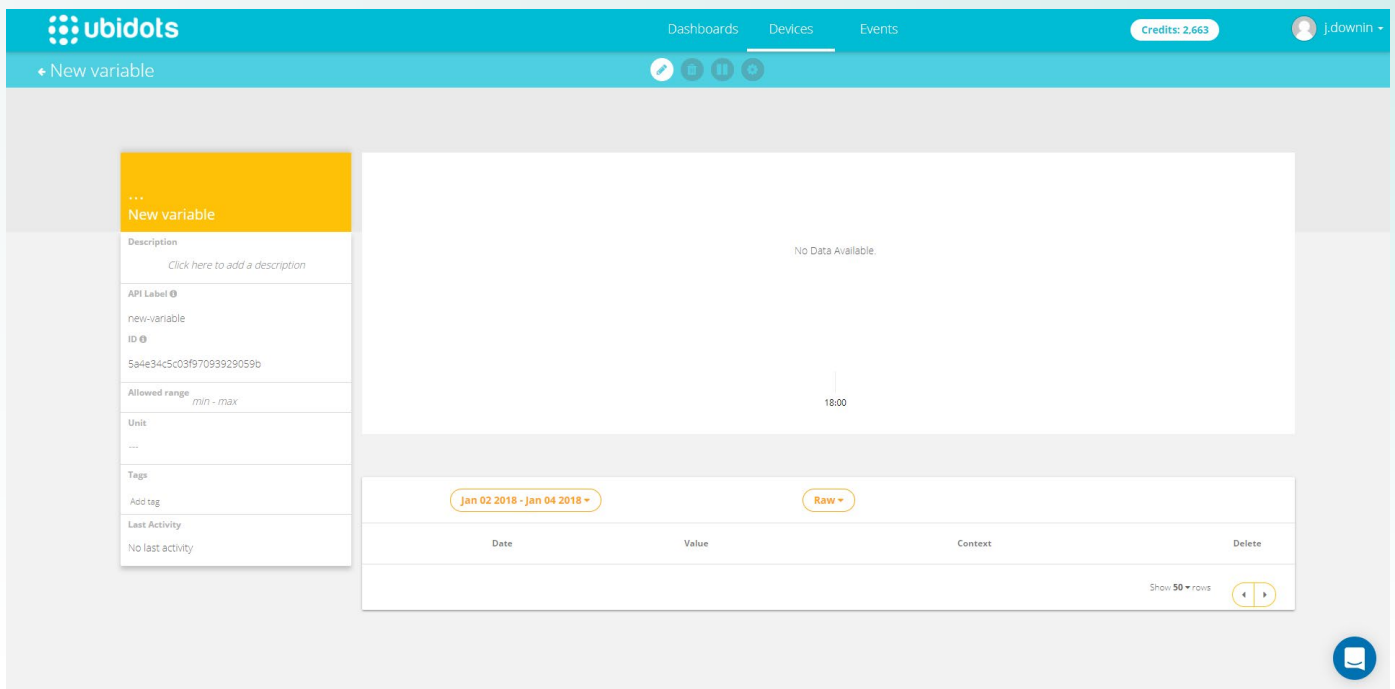 ubidots
Dashboards Devices Events
Credits: 2,663
j.downin
New variable
...
New variable
Description
Click here to add a description
API Label
new-variable
ID
5a4e34c5c03f97093929059b
Allowed range
min - max
Unit
---
Tags
Add tag
Last Activity
No last activity
No Data Available.
18:00
Jan 02 2018 - Jan 04 2018
Raw
Date Value Context Delete
Show 50 rows